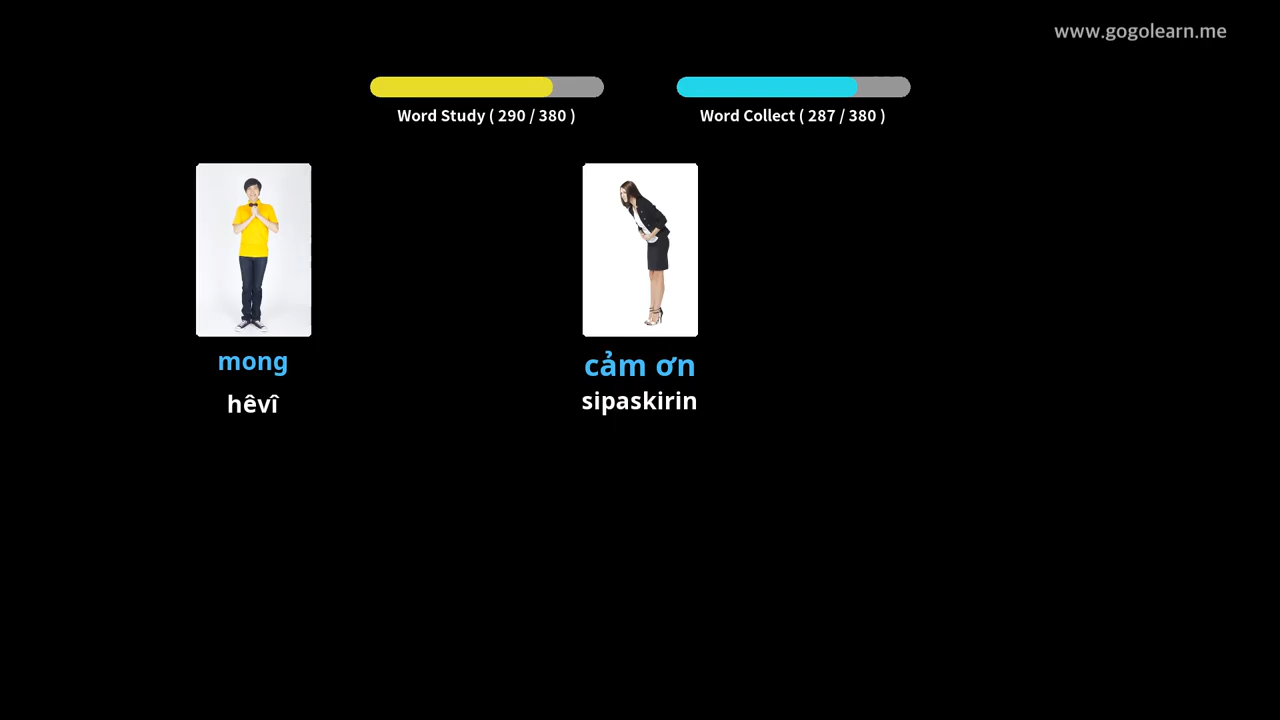 www.gogolearn.me
Word Study ( 290 / 380 )
Word Collect ( 287 / 380 )
mong
hêvî
cảm ơn
sipaskirin